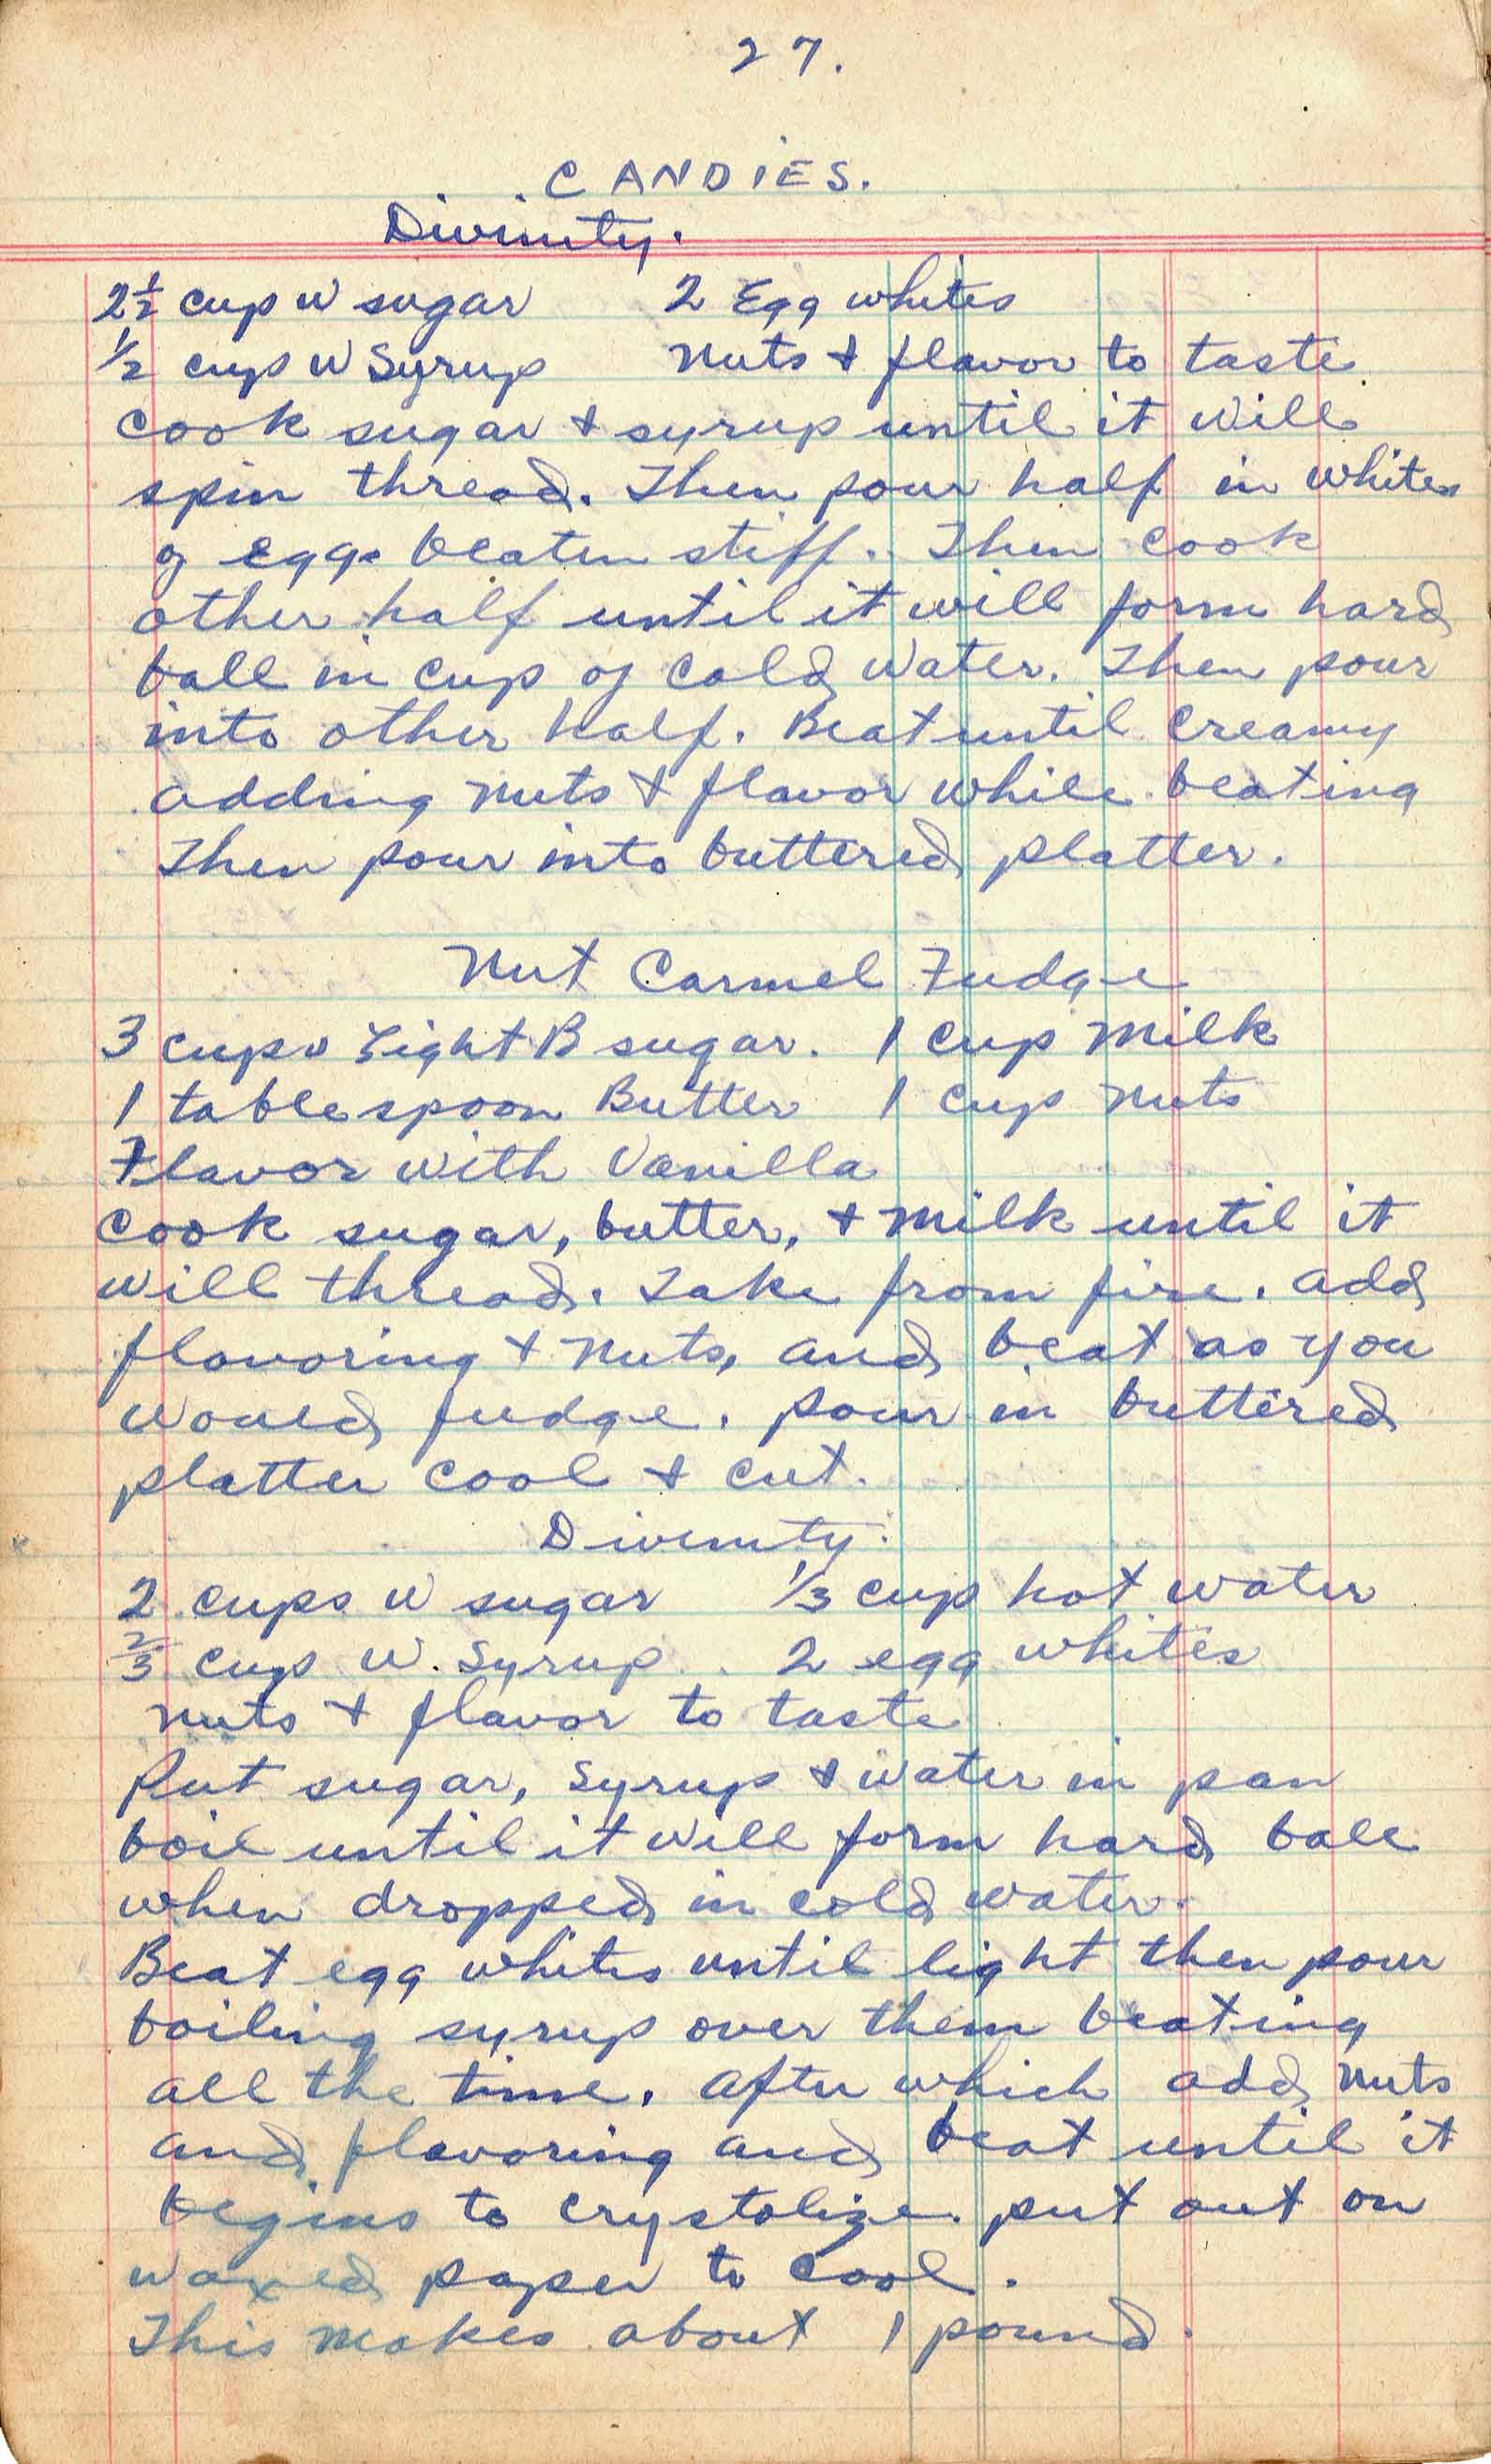 27.
CANDIES.
Divinity.
2½ cup W sugar 2 Egg whites
½ cup W Syrup Nuts + flavor to taste
Cook sugar + syrup until it will
spin thread. Then pour half in whites
of eggs beaten stiff. Then cook
other half until it will form hard
ball in cup of cold water. Then pour
into other half. Beat until creamy
adding nuts + flavor while beating
Then pour into buttered platter.
Nut Carmel Fudge
3 cups Light B sugar. 1 cup Milk
1 tablespoon Butter 1 cup nuts
Flavor with Vanilla
Cook sugar, butter, + milk until it
will thread. Take from fire. add
flavoring + nuts, and beat as you
would fudge. pour in buttered
platter cool + cut.
Divinity.
2 cups W sugar ⅓ cup hot water
⅔ cup W. Syrup 2 egg whites
nuts + flavor to taste
Put sugar, syrup + water in pan
boil until it will form hard ball
when dropped in cold water.
Beat egg whites until light then pour
boiling syrup over them beating
all the time. After which add nuts
and flavoring and beat until it
begins to crystolize. put out on
waxed paper to cool.
This makes about 1 pound.